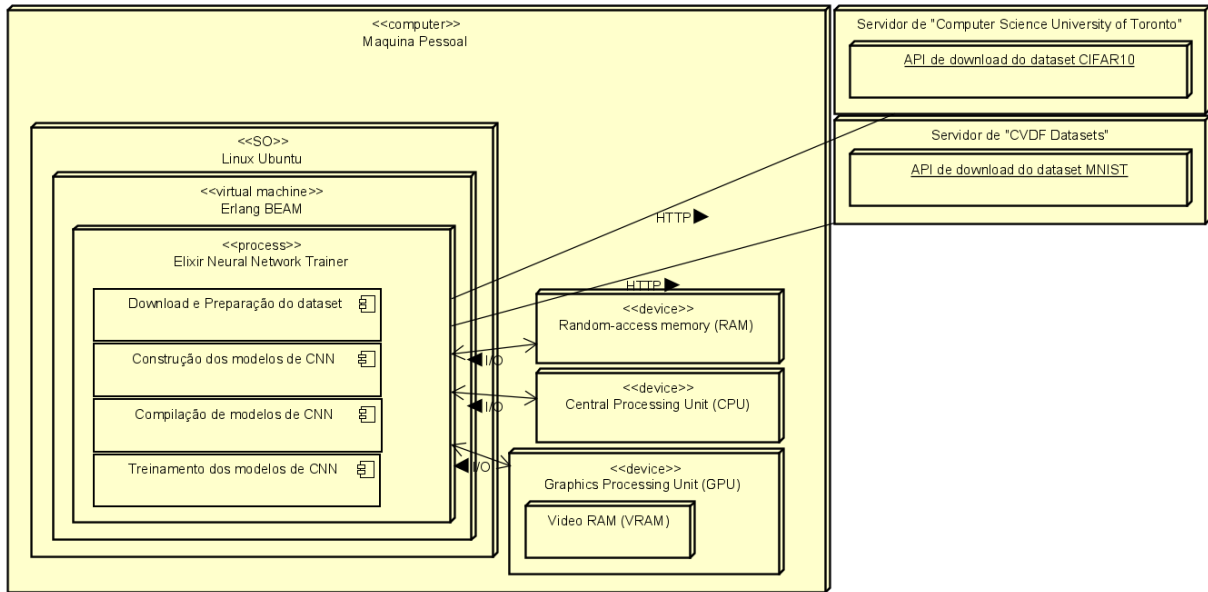 <<computer>>
Maquina Pessoal
<<SO>>
Linux Ubuntu
<<virtual machine>>
Erlang BEAM
<<process>>
Elixir Neural Network Trainer
Download e Preparação do dataset
Construção dos modelos de CNN
Compilação de modelos de CNN
Treinamento dos modelos de CNN
HTTP
HTTP
I/O
I/O
I/O
<<device>>
Random-access memory (RAM)
<<device>>
Central Processing Unit (CPU)
<<device>>
Graphics Processing Unit (GPU)
Video RAM (VRAM)
Servidor de "Computer Science University of Toronto"
API de download do dataset CIFAR10
Servidor de "CVDF Datasets"
API de download do dataset MNIST